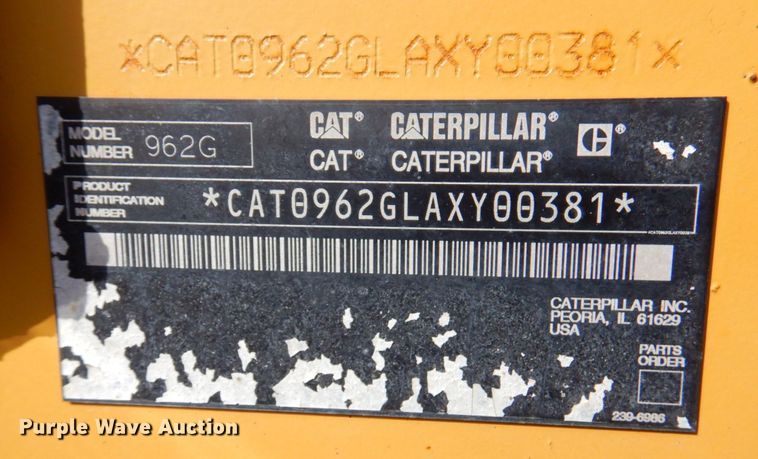 *CAT0962GLAXY00381*
MODEL NUMBER 962G
CAT® CATERPILLAR® C®
CAT® CATERPILLAR®
PRODUCT IDENTIFICATION NUMBER *CAT0962GLAXY00381*
*CAT0962GLAXY00381*
CATERPILLAR INC.
PEORIA, IL 61629
USA
PARTS ORDER
239-6986
Purple Wave Auction